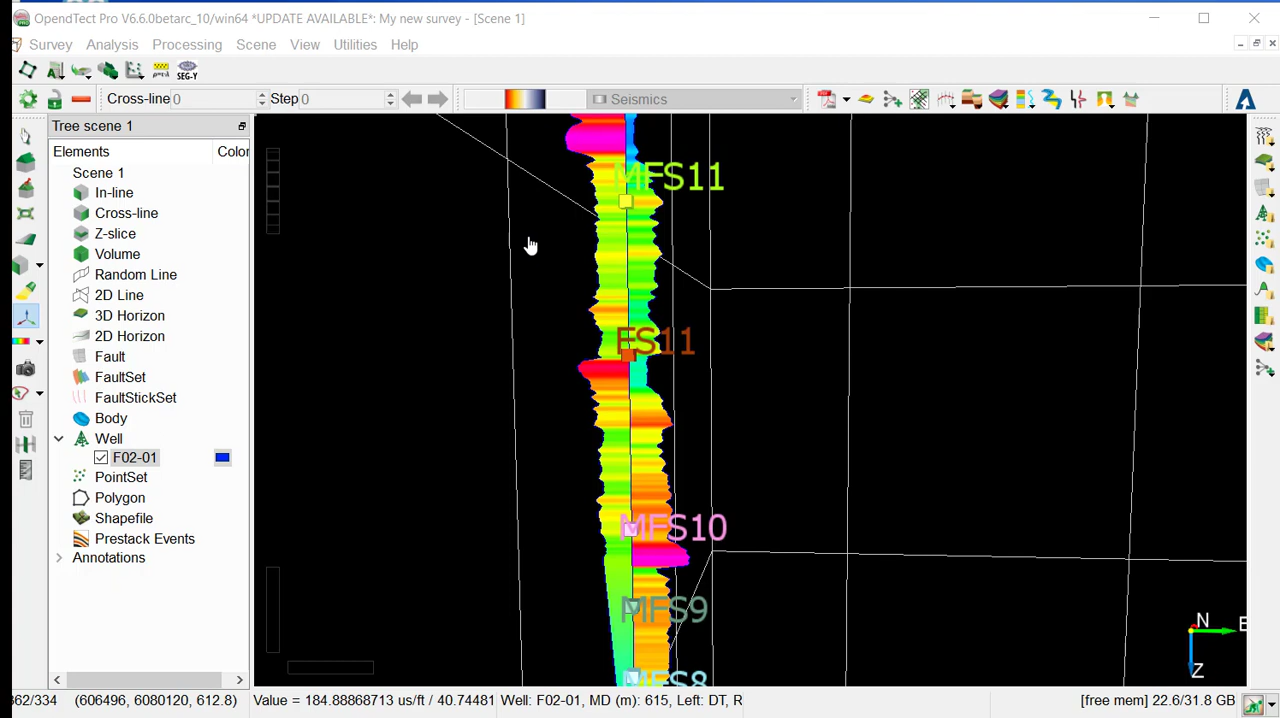 OpendTect Pro V6.6.0betarc_10/win64 *UPDATE AVAILABLE*: My new survey - [Scene 1]
Survey Analysis Processing Scene View Utilities Help
SEG-Y
Cross-line 0 Step 0 Seismics
Tree scene 1
Elements Color
Scene 1
In-line
Cross-line
Z-slice
Volume
Random Line
2D Line
3D Horizon
2D Horizon
Fault
FaultSet
FaultStickSet
Body
Well
F02-01
PointSet
Polygon
Shapefile
Prestack Events
Annotations
MFS11
FS11
MFS10
MFS9
MFS8
N
E
Z
362/334 (606496, 6080120, 612.8) Value = 184.88868713 us/ft / 40.74481 Well: F02-01, MD (m): 615, Left: DT, R [free mem] 22.6/31.8 GB